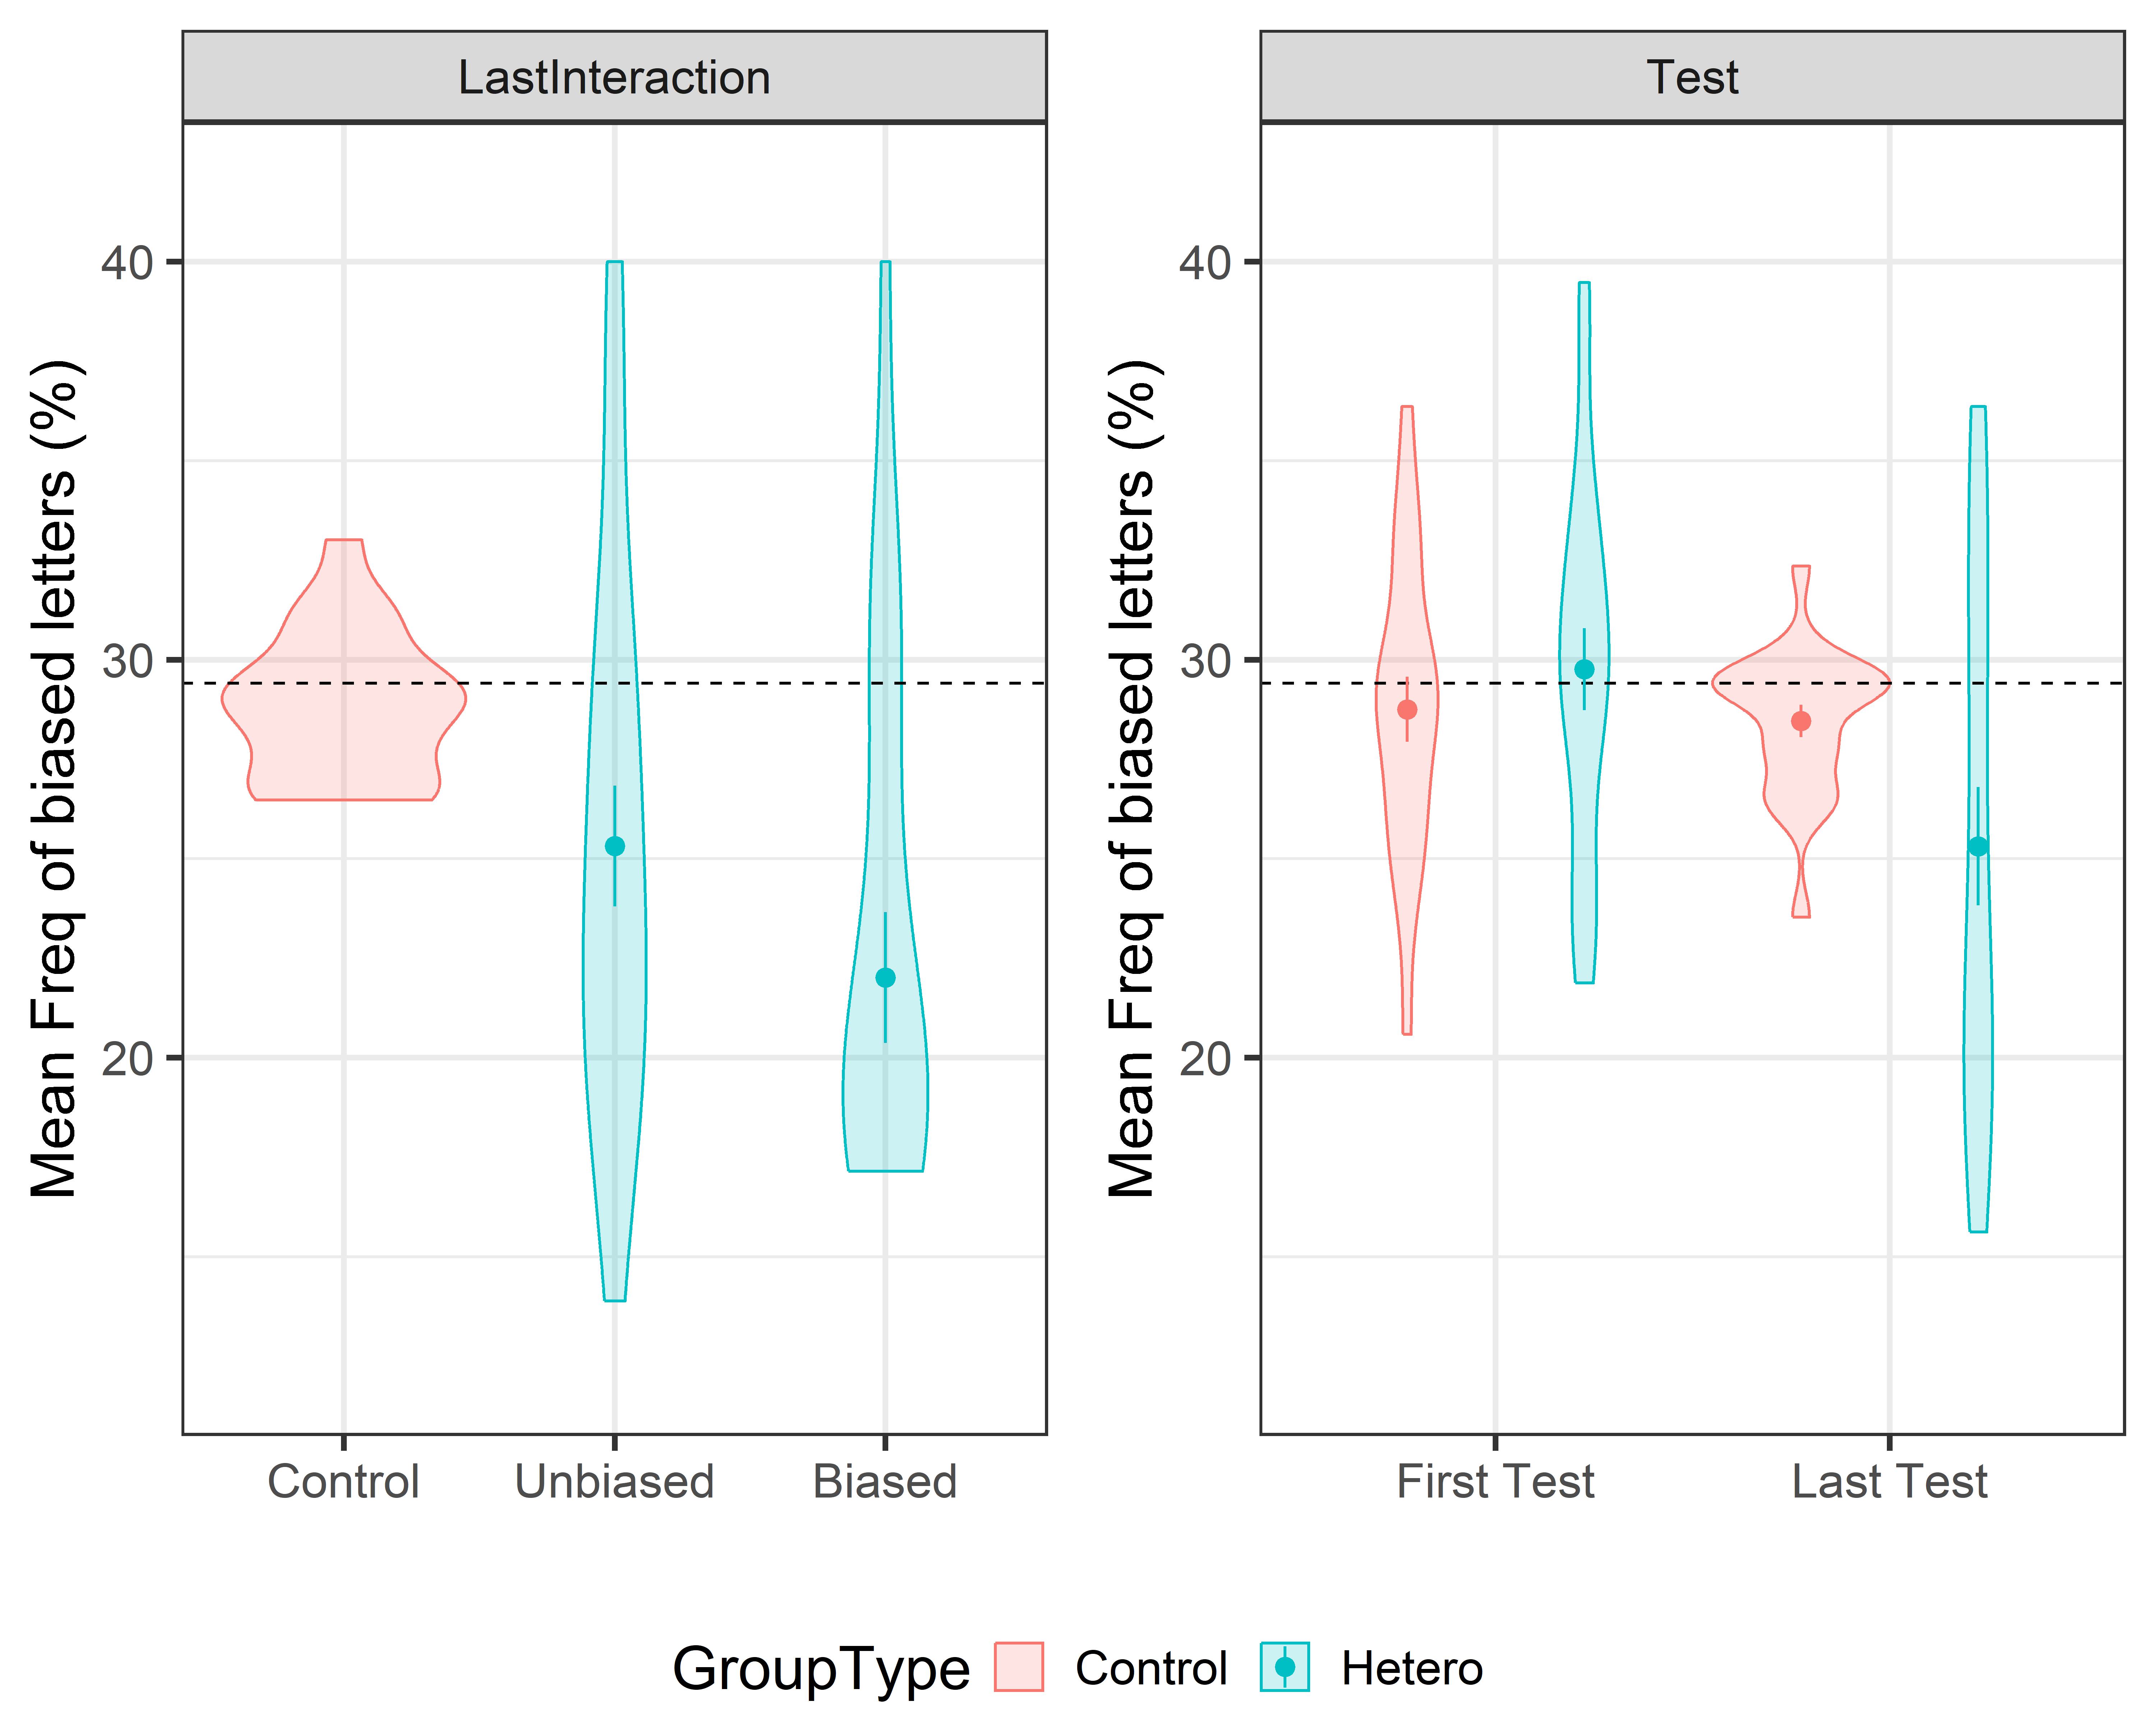 LastInteraction
Test
Mean Freq of biased letters (%)
40
30
20
Control
Unbiased
Biased
Mean Freq of biased letters (%)
40
30
20
First Test
Last Test
GroupType
Control
Hetero